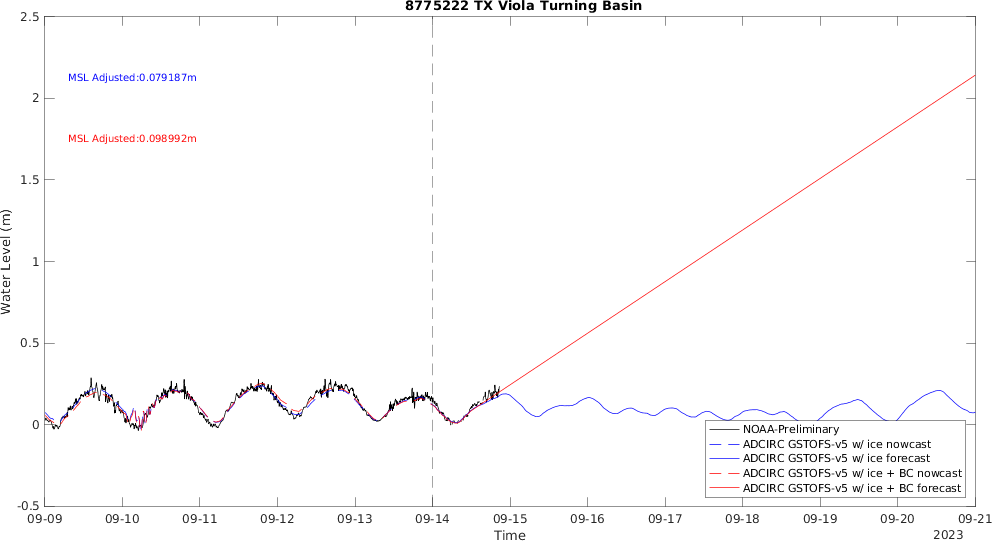 8775222 TX Viola Turning Basin
2.5
2
1.5
1
0.5
0
-0.5
Water Level (m)
MSL Adjusted:0.079187m
MSL Adjusted:0.098992m
NOAA-Preliminary
ADCIRC GSTOFS-v5 w/ ice nowcast
ADCIRC GSTOFS-v5 w/ ice forecast
ADCIRC GSTOFS-v5 w/ ice + BC nowcast
ADCIRC GSTOFS-v5 w/ ice + BC forecast
09-09 09-10 09-11 09-12 09-13 09-14 09-15 09-16 09-17 09-18 09-19 09-20 09-21
Time
2023